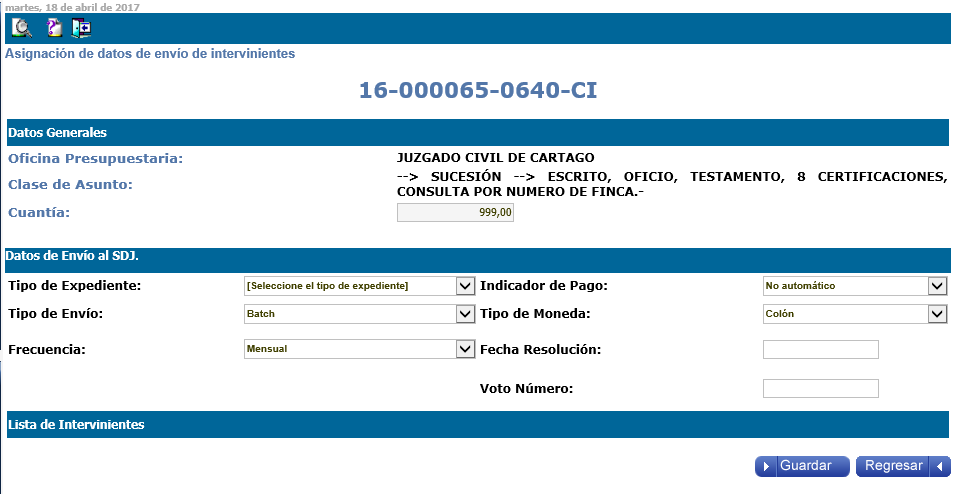 martes, 18 de abril de 2017
Asignación de datos de envío de intervinientes
16-000065-0640-CI
Datos Generales
Oficina Presupuestaria: JUZGADO CIVIL DE CARTAGO
Clase de Asunto: --> SUCESIÓN --> ESCRITO, OFICIO, TESTAMENTO, 8 CERTIFICACIONES,
CONSULTA POR NUMERO DE FINCA.-
Cuantía: 999,00
Datos de Envío al SDJ.
Tipo de Expediente: [Seleccione el tipo de expediente] Indicador de Pago: No automático
Tipo de Envío: Batch Tipo de Moneda: Colón
Frecuencia: Mensual Fecha Resolución:
Voto Número:
Lista de Intervinientes
Guardar Regresar